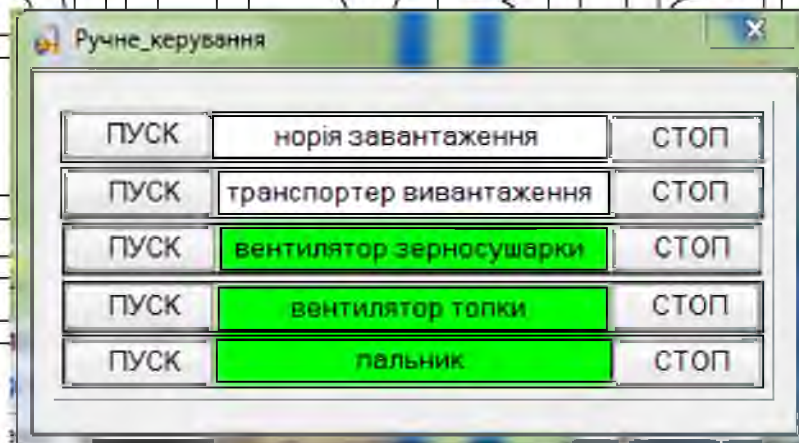 Ручне_керування
ПУСК норія завантаження СТОП
ПУСК транспортер вивантаження СТОП
ПУСК вентилятор зерносушарки СТОП
ПУСК вентилятор топки СТОП
ПУСК пальник СТОП